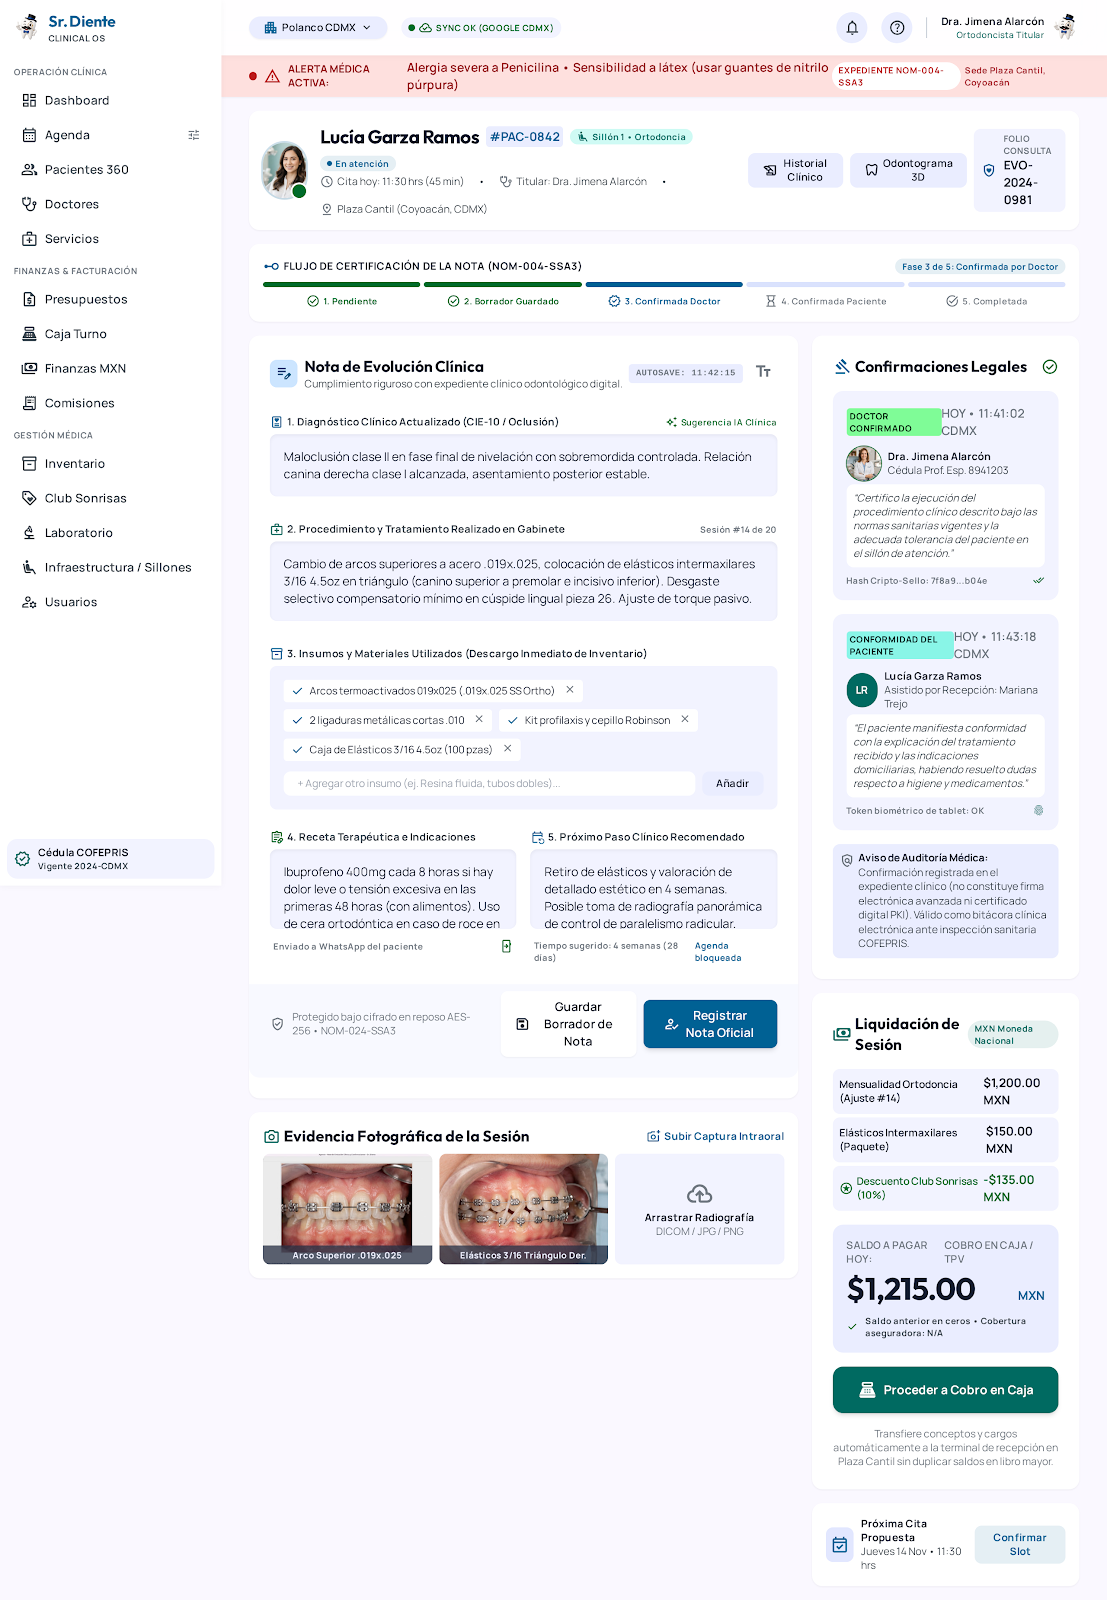 Sr. Diente
CLINICAL OS
OPERACIÓN CLÍNICA
Dashboard
Agenda
Pacientes 360
Doctores
Servicios
FINANZAS & FACTURACIÓN
Presupuestos
Caja Turno
Finanzas MXN
Comisiones
GESTIÓN MÉDICA
Inventario
Club Sonrisas
Laboratorio
Infraestructura / Sillones
Usuarios
Cédula COFEPRIS
Vigente 2024-CDMX
Polanco CDMX
SYNC OK (GOOGLE CDMX)
Dra. Jimena Alarcón
Ortodoncista Titular
ALERTA MÉDICA
ACTIVA:
Alergia severa a Penicilina • Sensibilidad a látex (usar guantes de nitrilo
púrpura)
EXPEDIENTE NOM-004-
SSA3
Sede Plaza Cantil,
Coyoacán
Lucía Garza Ramos
#PAC-0842
Sillón 1 • Ortodoncia
En atención
Cita hoy: 11:30 hrs (45 min)
•
Titular: Dra. Jimena Alarcón
•
Plaza Cantil (Coyoacán, CDMX)
Historial
Clínico
Odontograma
3D
FOLIO
CONSULTA
EVO-
2024-
0981
FLUJO DE CERTIFICACIÓN DE LA NOTA (NOM-004-SSA3)
Fase 3 de 5: Confirmada por Doctor
1. Pendiente
2. Borrador Guardado
3. Confirmada Doctor
4. Confirmada Paciente
5. Completada
Nota de Evolución Clínica
Cumplimiento riguroso con expediente clínico odontológico digital.
AUTOSAVE: 11:42:15
1. Diagnóstico Clínico Actualizado (CIE-10 / Oclusión)
Sugerencia IA Clínica
Maloclusión clase II en fase final de nivelación con sobremordida controlada. Relación
canina derecha clase I alcanzada, asentamiento posterior estable.
2. Procedimiento y Tratamiento Realizado en Gabinete
Sesión #14 de 20
Cambio de arcos superiores a acero .019x.025, colocación de elásticos intermaxilares
3/16 4.5oz en triángulo (canino superior a premolar e incisivo inferior). Desgaste
selectivo compensatorio mínimo en cúspide lingual pieza 26. Ajuste de torque pasivo.
3. Insumos y Materiales Utilizados (Descargo Inmediato de Inventario)
Arcos termoactivados 019x025 (.019x.025 SS Ortho)
2 ligaduras metálicas cortas .010
Kit profilaxis y cepillo Robinson
Caja de Elásticos 3/16 4.5oz (100 pzas)
+ Agregar otro insumo (ej. Resina fluida, tubos dobles)...
Añadir
4. Receta Terapéutica e Indicaciones
Ibuprofeno 400mg cada 8 horas si hay
dolor leve o tensión excesiva en las
primeras 48 horas (con alimentos). Uso
de cera ortodóntica en caso de roce en
Enviado a WhatsApp del paciente
5. Próximo Paso Clínico Recomendado
Retiro de elásticos y valoración de
detallado estético en 4 semanas.
Posible toma de radiografía panorámica
de control de paralelismo radicular.
Tiempo sugerido: 4 semanas (28
días)
Agenda
bloqueada
Protegido bajo cifrado en reposo AES-
256 • NOM-024-SSA3
Guardar
Borrador de
Nota
Registrar
Nota Oficial
Evidencia Fotográfica de la Sesión
Subir Captura Intraoral
Arco Superior .019x.025
Elásticos 3/16 Triángulo Der.
Arrastrar Radiografía
DICOM / JPG / PNG
Confirmaciones Legales
DOCTOR
CONFIRMADO
HOY • 11:41:02
CDMX
Dra. Jimena Alarcón
Cédula Prof. Esp. 8941203
"Certifico la ejecución del
procedimiento clínico descrito bajo las
normas sanitarias vigentes y la
adecuada tolerancia del paciente en
el sillón de atención."
Hash Cripto-Sello: 7f8a9...b04e
CONFORMIDAD DEL
PACIENTE
HOY • 11:43:18
CDMX
LR
Lucía Garza Ramos
Asistido por Recepción: Mariana
Trejo
"El paciente manifiesta conformidad
con la explicación del tratamiento
recibido y las indicaciones
domiciliarias, habiendo resuelto dudas
respecto a higiene y medicamentos."
Token biométrico de tablet: OK
Aviso de Auditoría Médica:
Confirmación registrada en el
expediente clínico (no constituye firma
electrónica avanzada ni certificado
digital PKI). Válido como bitácora clínica
electrónica ante inspección sanitaria
COFEPRIS.
Liquidación de
Sesión
MXN Moneda
Nacional
Mensualidad Ortodoncia
(Ajuste #14)
$1,200.00
MXN
Elásticos Intermaxilares
(Paquete)
$150.00
MXN
Descuento Club Sonrisas
(10%)
-$135.00
MXN
SALDO A PAGAR
HOY:
COBRO EN CAJA /
TPV
$1,215.00
MXN
Saldo anterior en ceros • Cobertura
aseguradora: N/A
Proceder a Cobro en Caja
Transfiere conceptos y cargos
automáticamente a la terminal de recepción en
Plaza Cantil sin duplicar saldos en libro mayor.
Próxima Cita
Propuesta
Jueves 14 Nov • 11:30
hrs
Confirmar
Slot